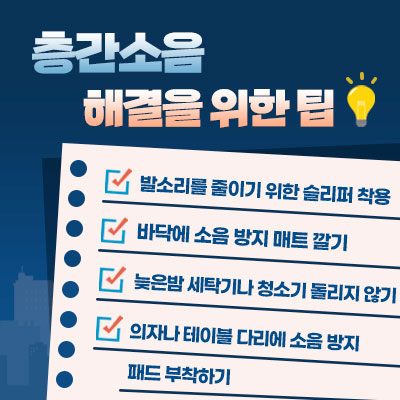 층간소음
해결을 위한 팁
발소리를 줄이기 위한 슬리퍼 착용
바닥에 소음 방지 매트 깔기
늦은밤 세탁기나 청소기 돌리지 않기
의자나 테이블 다리에 소음 방지
패드 부착하기